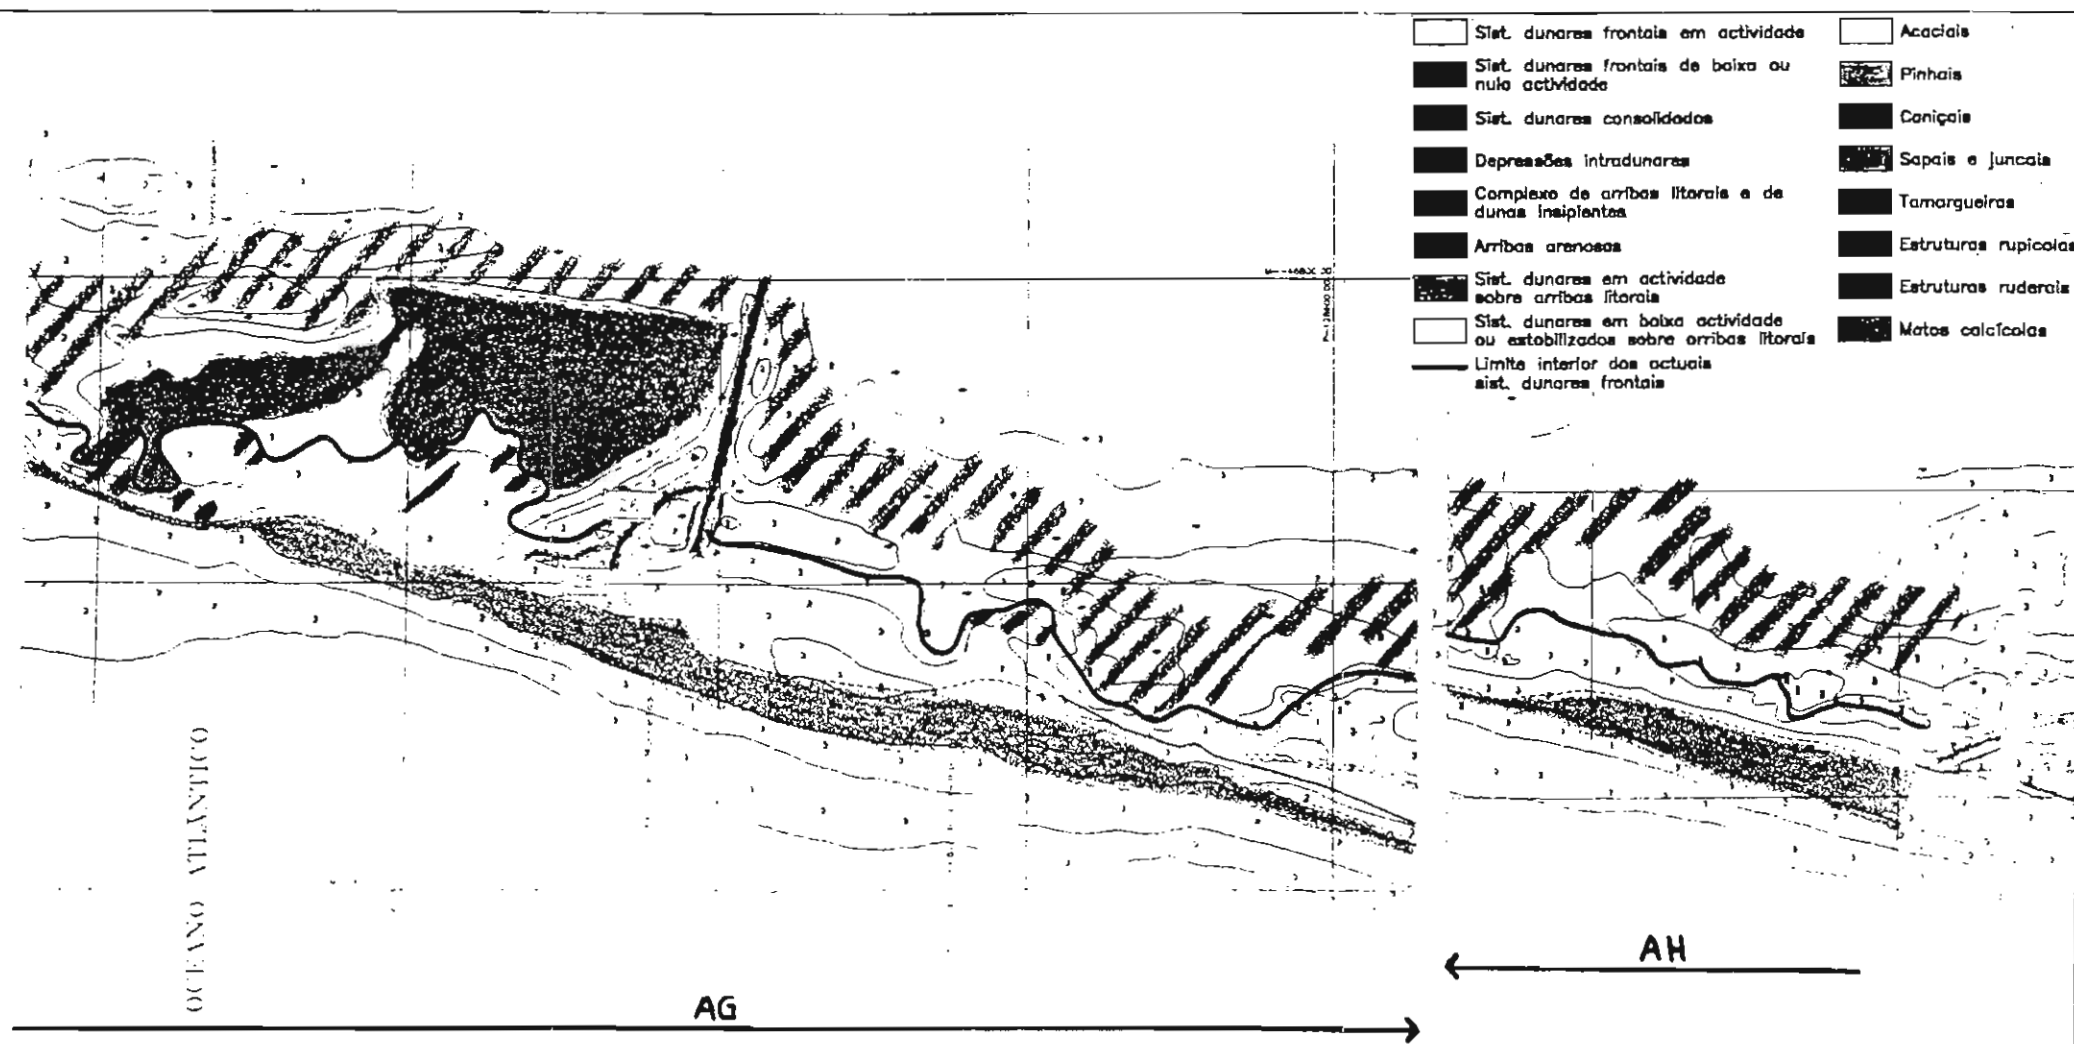 Sist. dunares frontais em actividade
Sist. dunares frontais de baixa ou
nula actividade
Sist. dunares consolidados
Depressões intradunares
Complexo de arribas litorais e de
dunas insipientes
Arribas arenosas
Sist. dunares em actividade
sobre arribas litorais
Sist. dunares em baixa actividade
ou estabilizados sobre arribas litorais
Limite interior dos actuais
sist. dunares frontais
Acaciais
Pinhais
Caniçais
Sapais e juncais
Tamargueiras
Estruturas rupicolas
Estruturas ruderais
Matos calcícolas
OCEANO ATLANTICO
AG
AH